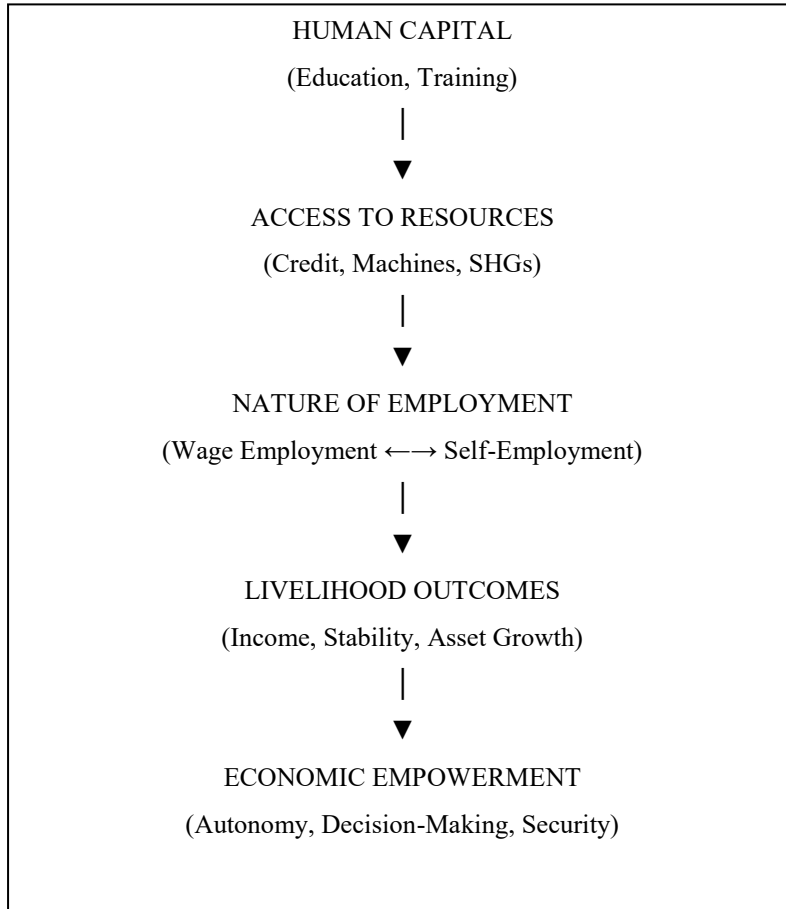 HUMAN CAPITAL
(Education, Training)
│
▼
ACCESS TO RESOURCES
(Credit, Machines, SHGs)
│
▼
NATURE OF EMPLOYMENT
(Wage Employment ←→ Self-Employment)
│
▼
LIVELIHOOD OUTCOMES
(Income, Stability, Asset Growth)
│
▼
ECONOMIC EMPOWERMENT
(Autonomy, Decision-Making, Security)